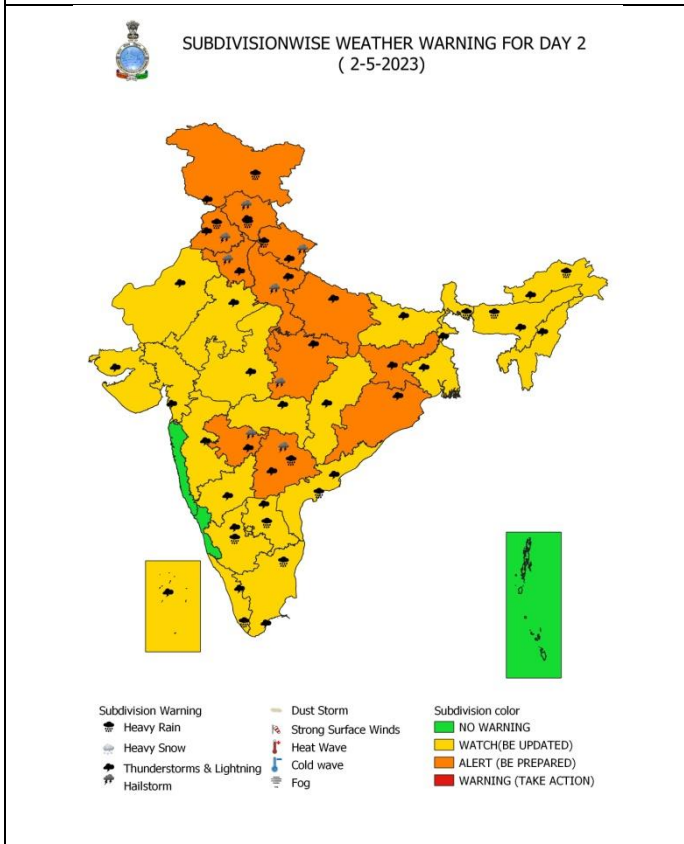 SUBDIVISIONWISE WEATHER WARNING FOR DAY 2
( 2-5-2023)
Subdivision Warning
Heavy Rain
Heavy Snow
Thunderstorms & Lightning
Hailstorm
Dust Storm
Strong Surface Winds
Heat Wave
Cold wave
Fog
Subdivision color
NO WARNING
WATCH(BE UPDATED)
ALERT (BE PREPARED)
WARNING (TAKE ACTION)